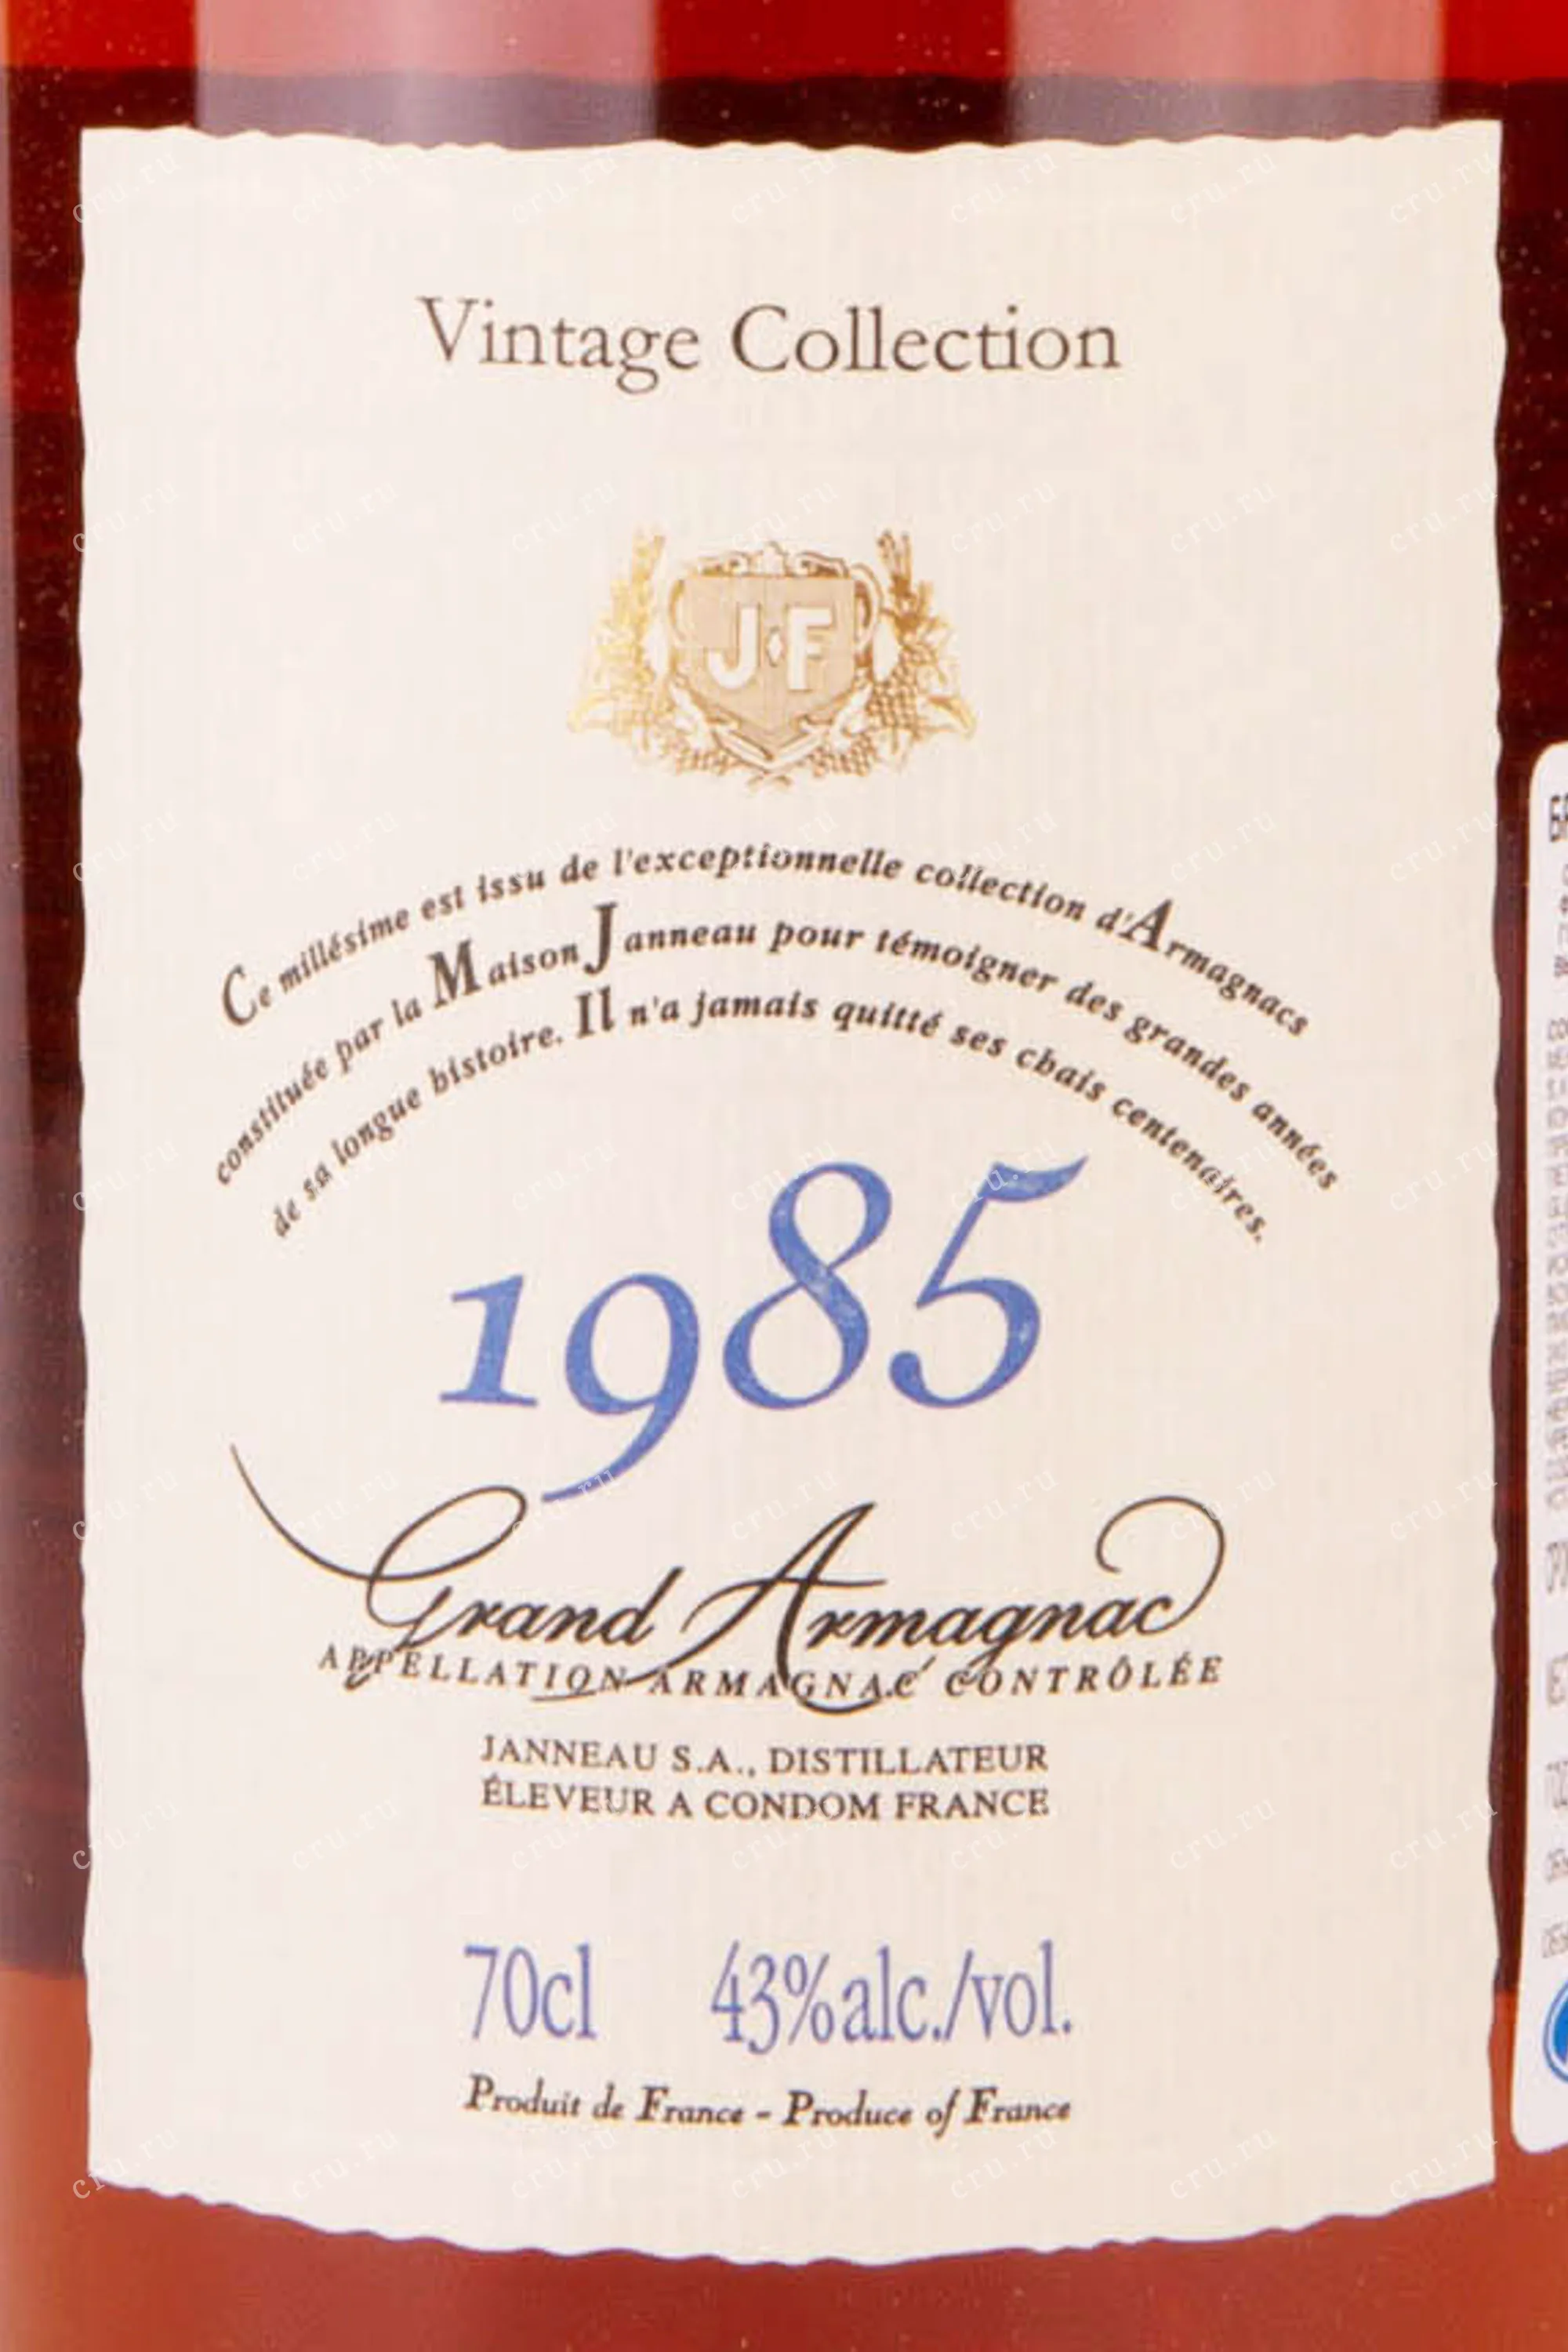 Vintage Collection
J·F
Ce millésime est issu de l'exceptionnelle collection d'Armagnacs
constituée par la Maison Janneau pour témoigner des grandes années
de sa longue histoire. Il n'a jamais quitté ses chais centenaires.
1985
Grand Armagnac
APPELLATION ARMAGNAC CONTRÔLÉE
JANNEAU S.A., DISTILLATEUR
ÉLEVEUR A CONDOM FRANCE
70cl 43%alc./vol.
Produit de France - Produce of France
cru.ru